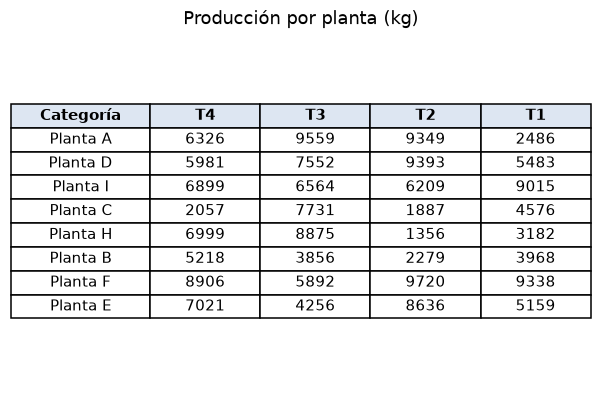 Producción por planta (kg)
Categoría T4 T3 T2 T1
Planta A 6326 9559 9349 2486
Planta D 5981 7552 9393 5483
Planta I 6899 6564 6209 9015
Planta C 2057 7731 1887 4576
Planta H 6999 8875 1356 3182
Planta B 5218 3856 2279 3968
Planta F 8906 5892 9720 9338
Planta E 7021 4256 8636 5159